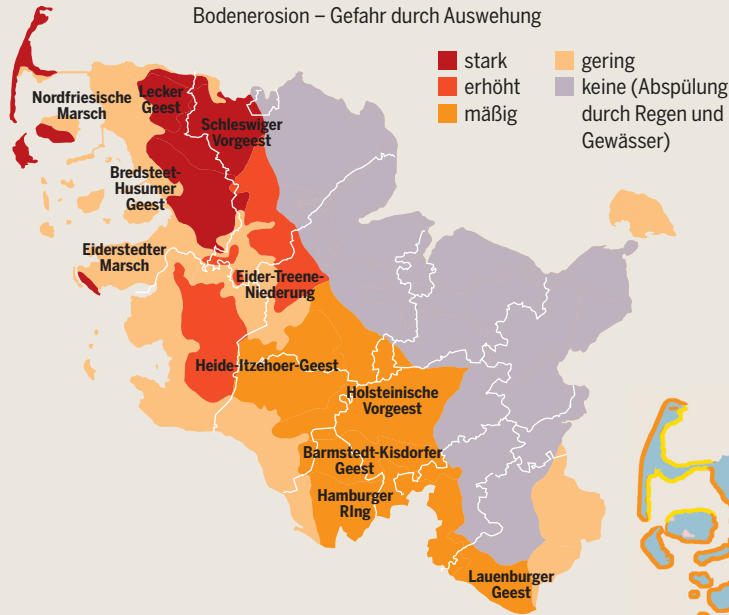 Bodenerosion – Gefahr durch Auswehung
stark
erhöht
mäßig
gering
keine (Abspülung
durch Regen und
Gewässer)
Nordfriesische
Marsch
Lecker
Geest
Schleswiger
Vorgeest
Bredsteet-
Husumer
Geest
Eiderstedter
Marsch
Eider-Treene-
Niederung
Heide-Itzehoer-Geest
Holsteinische
Vorgeest
Barmstedt-Kisdorfer
Geest
Hamburger
RIng
Lauenburger
Geest